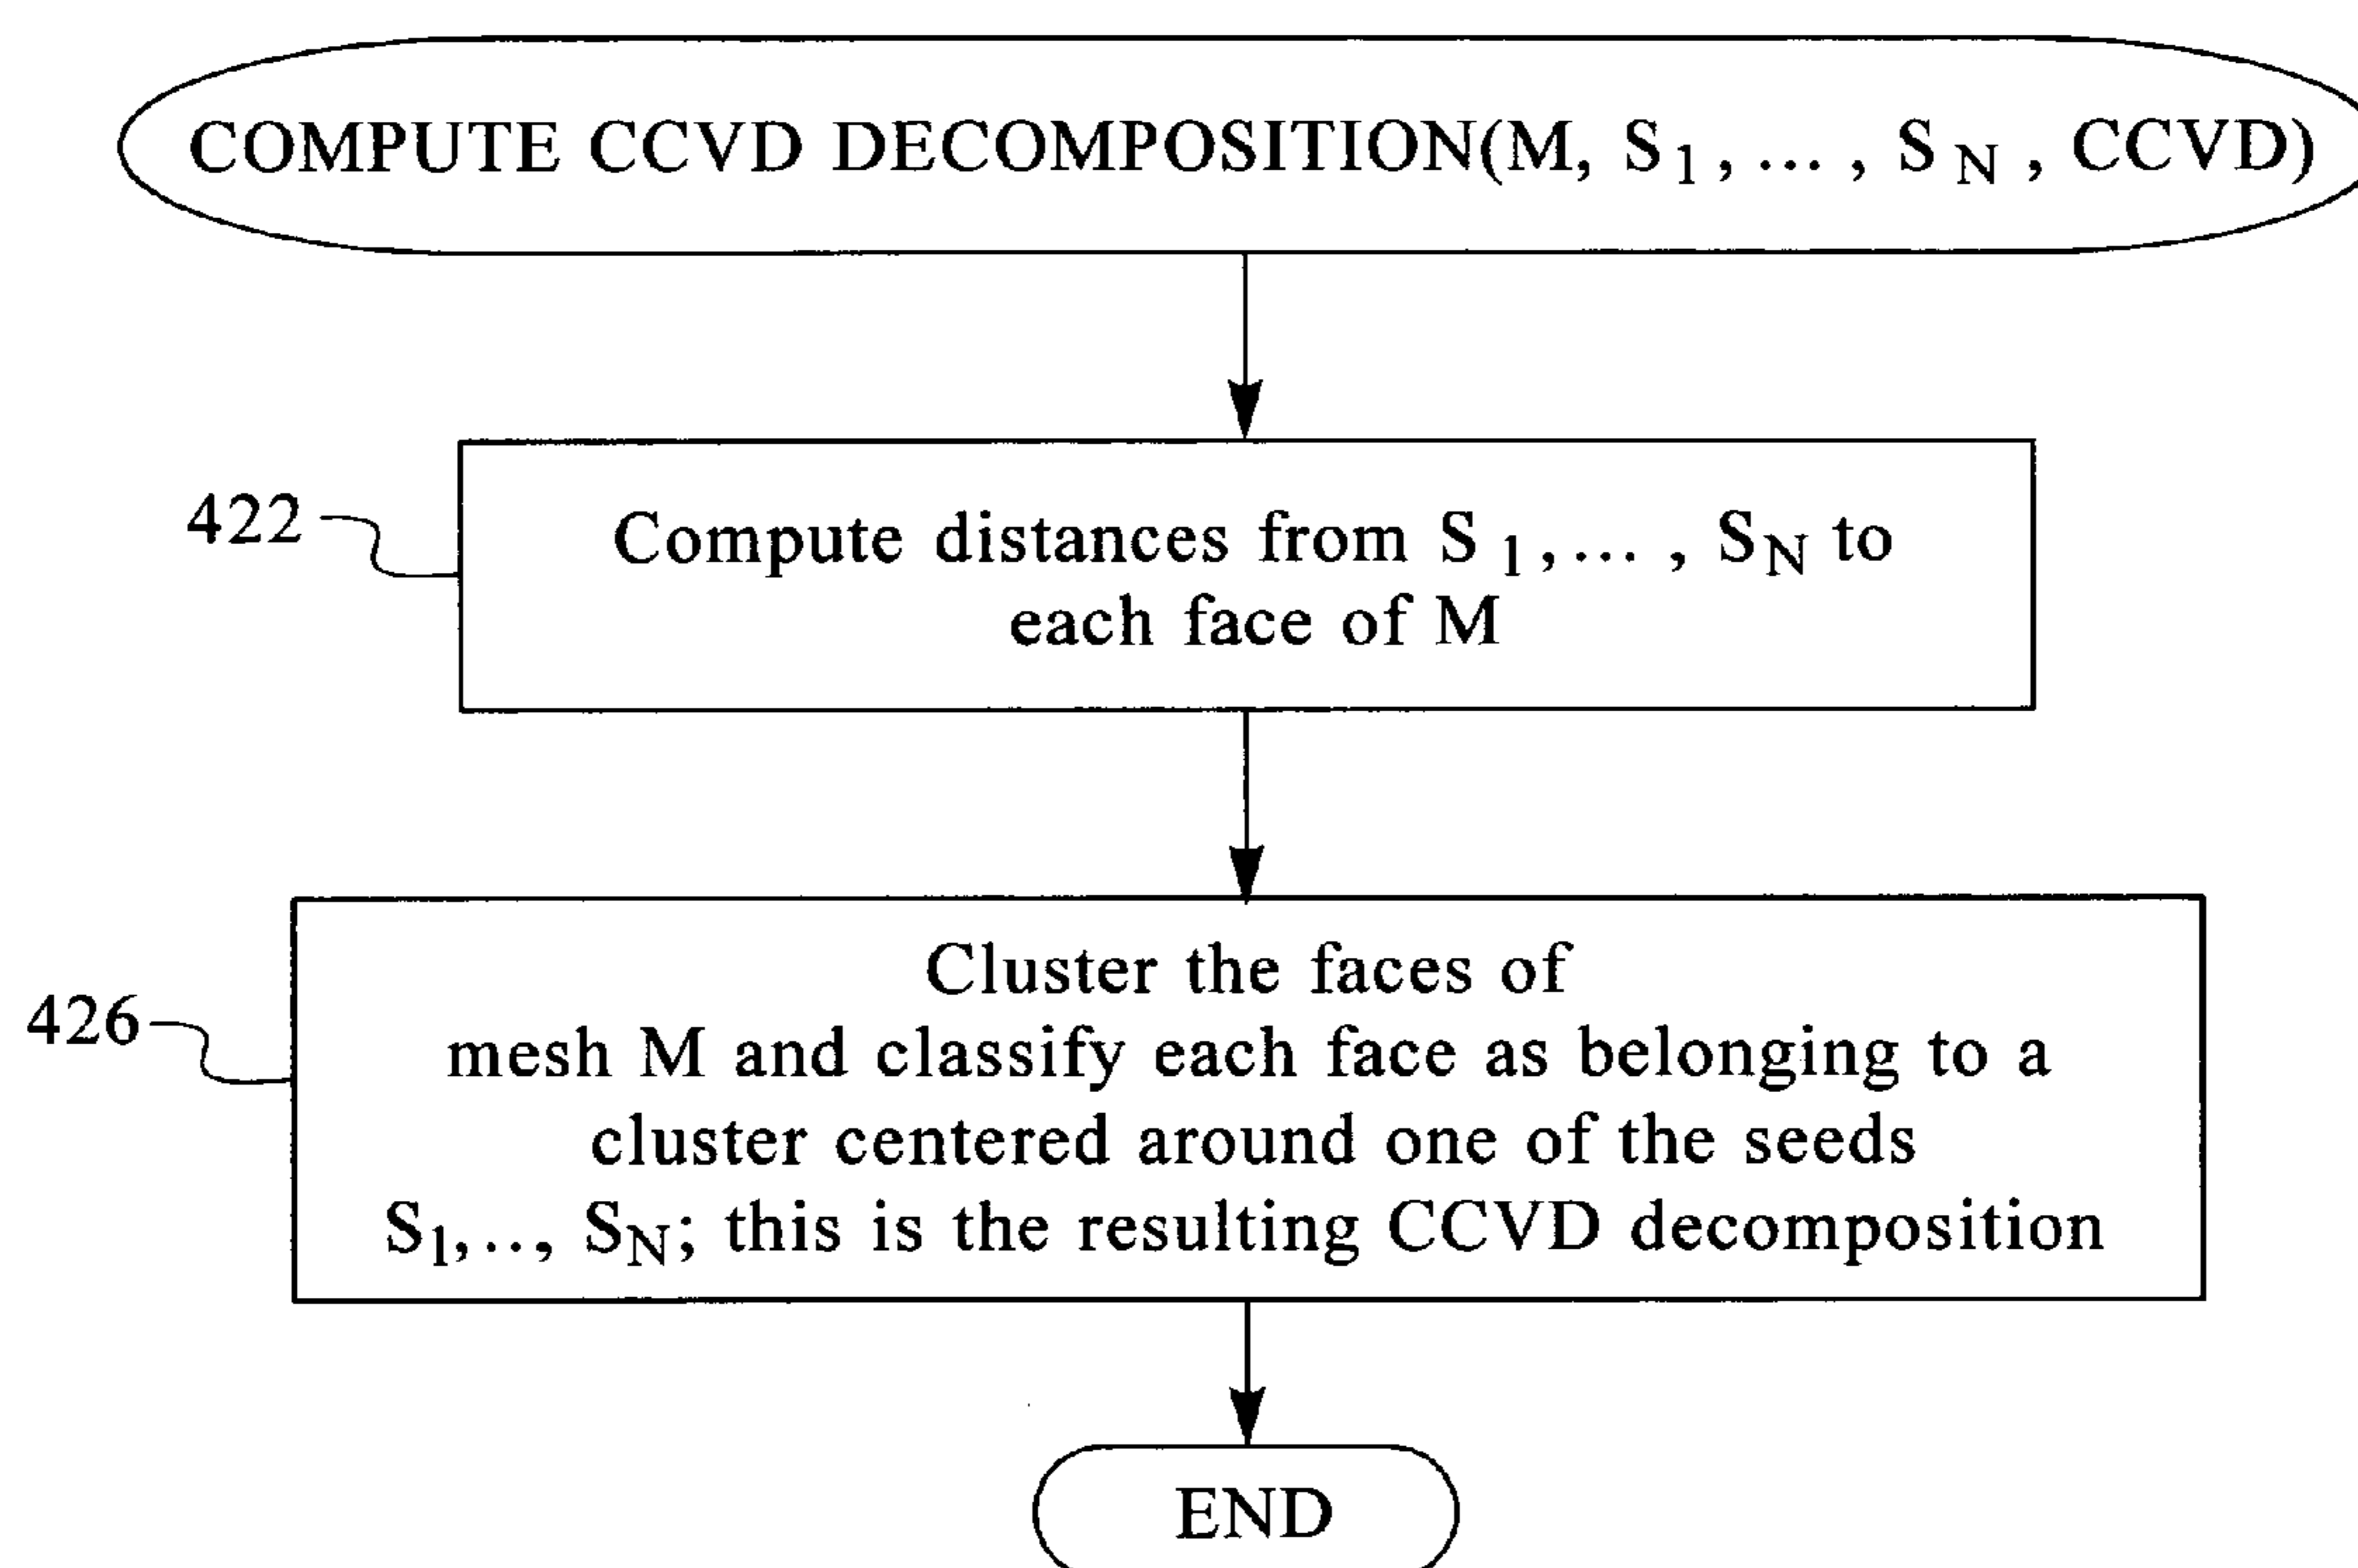 COMPUTE CCVD DECOMPOSITION(M, S1, ... , SN, CCVD)
422
Compute distances from S1, ... , SN to
each face of M
426
Cluster the faces of
mesh M and classify each face as belonging to a
cluster centered around one of the seeds
S1,.., SN; this is the resulting CCVD decomposition
END